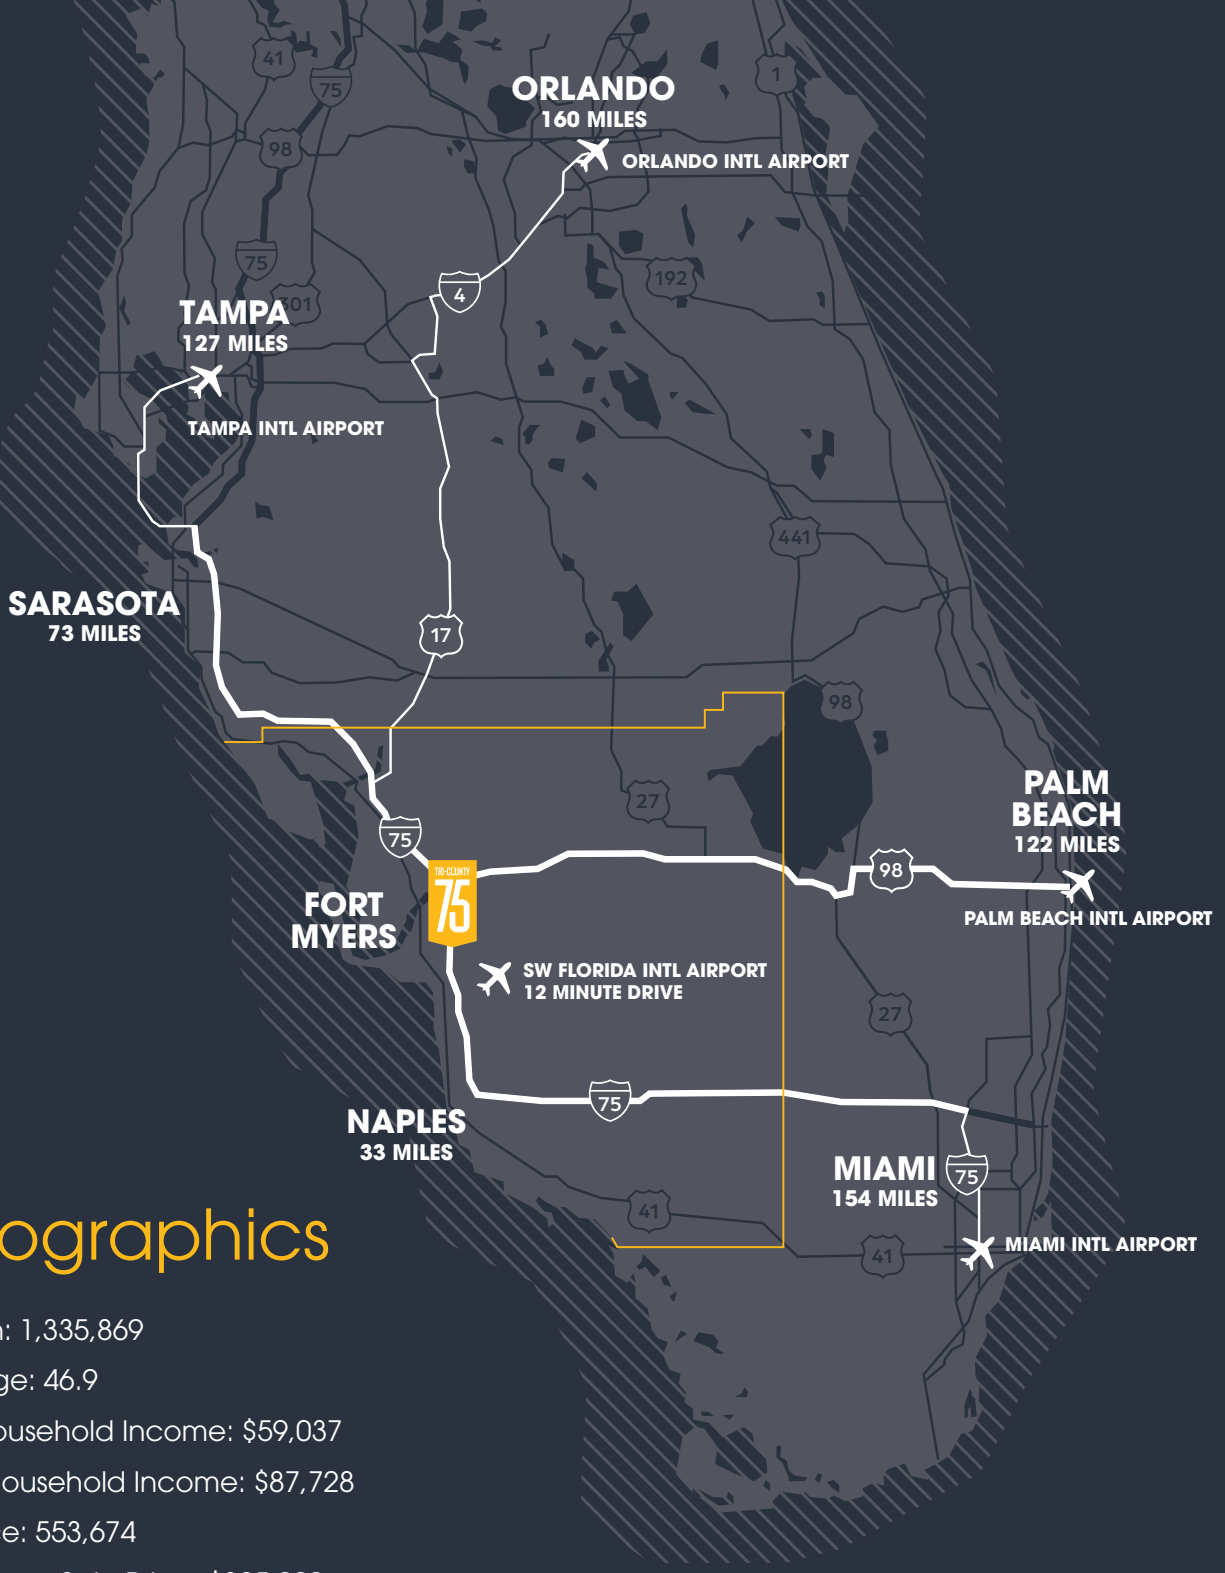 41
75
1
ORLANDO
160 MILES
98
ORLANDO INTL AIRPORT
75
192
4
301
TAMPA
127 MILES
TAMPA INTL AIRPORT
441
SARASOTA
73 MILES
17
98
27
PALM
BEACH
122 MILES
75
98
TRI-COUNTY
75
FORT
MYERS
PALM BEACH INTL AIRPORT
SW FLORIDA INTL AIRPORT
12 MINUTE DRIVE
27
75
NAPLES
33 MILES
MIAMI
154 MILES
75
41
41
MIAMI INTL AIRPORT
ographics
: 1,335,869
ge: 46.9
ousehold Income: $59,037
ousehold Income: $87,728
ce: 553,674